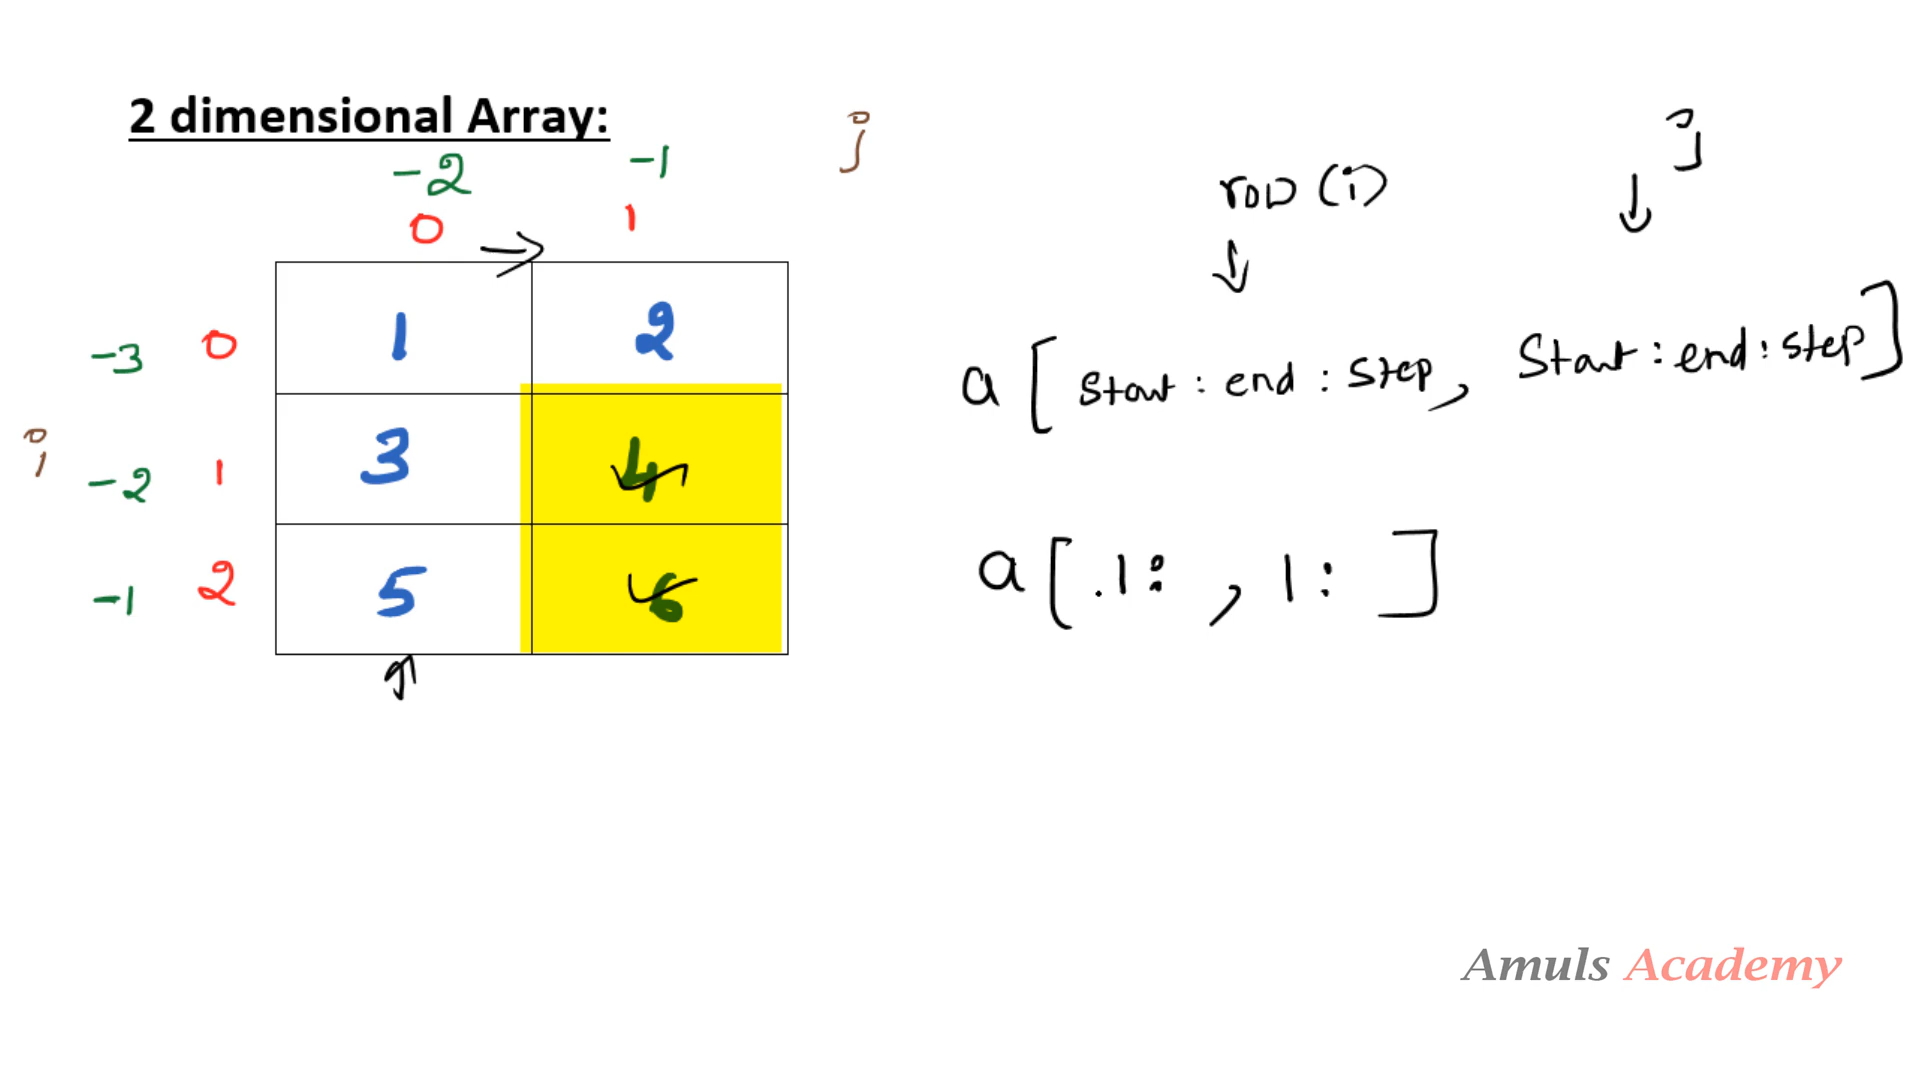 2 dimensional Array:
-2 -1
0 1
j
-3 0 1 2
i
-2 1 3 4
-1 2 5 6
row (i) j
a [ Start : end : Step, Start : end : step ]
a [ .1: , 1: ]
Amuls Academy